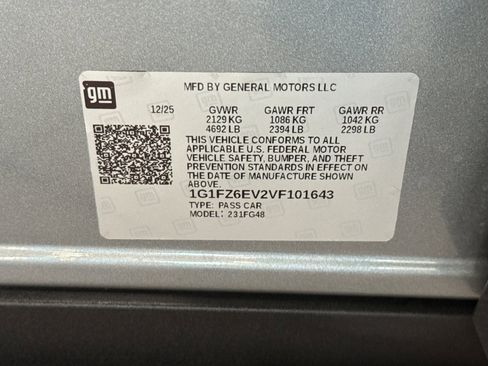 gm
MFD BY GENERAL MOTORS LLC
12/25 GVWR GAWR FRT GAWR RR
2129 KG 1086 KG 1042 KG
4692 LB 2394 LB 2298 LB
THIS VEHICLE CONFORMS TO ALL
APPLICABLE U.S. FEDERAL MOTOR
VEHICLE SAFETY, BUMPER, AND THEFT
PREVENTION STANDARDS IN EFFECT ON
THE DATE OF MANUFACTURE SHOWN
ABOVE.
1G1FZ6EV2VF101643
TYPE: PASS CAR
MODEL: 231FG48